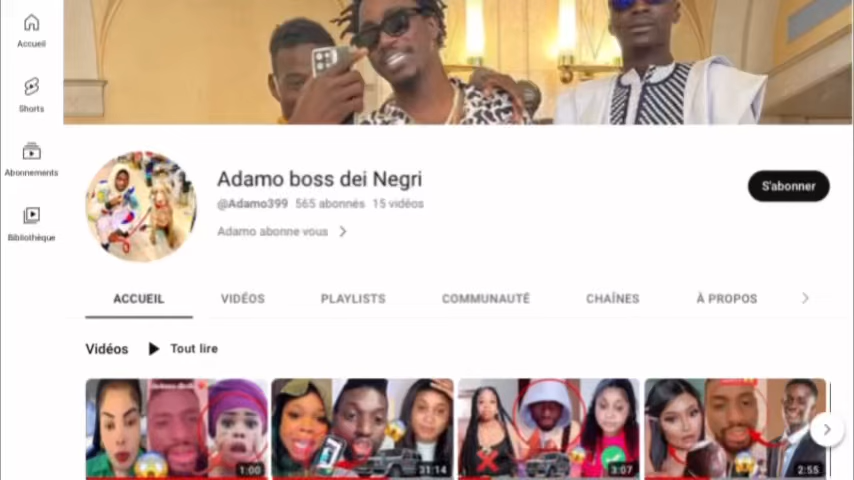 Accueil
Shorts
Abonnements
Bibliothèque
Adamo boss dei Negri
S'abonner
@Adamo399 565 abonnés 15 vidéos
Adamo abonne vous
ACCUEIL VIDÉOS PLAYLISTS COMMUNAUTÉ CHAÎNES À PROPOS
Vidéos Tout lire
1:00 31:14 3:07 2:55